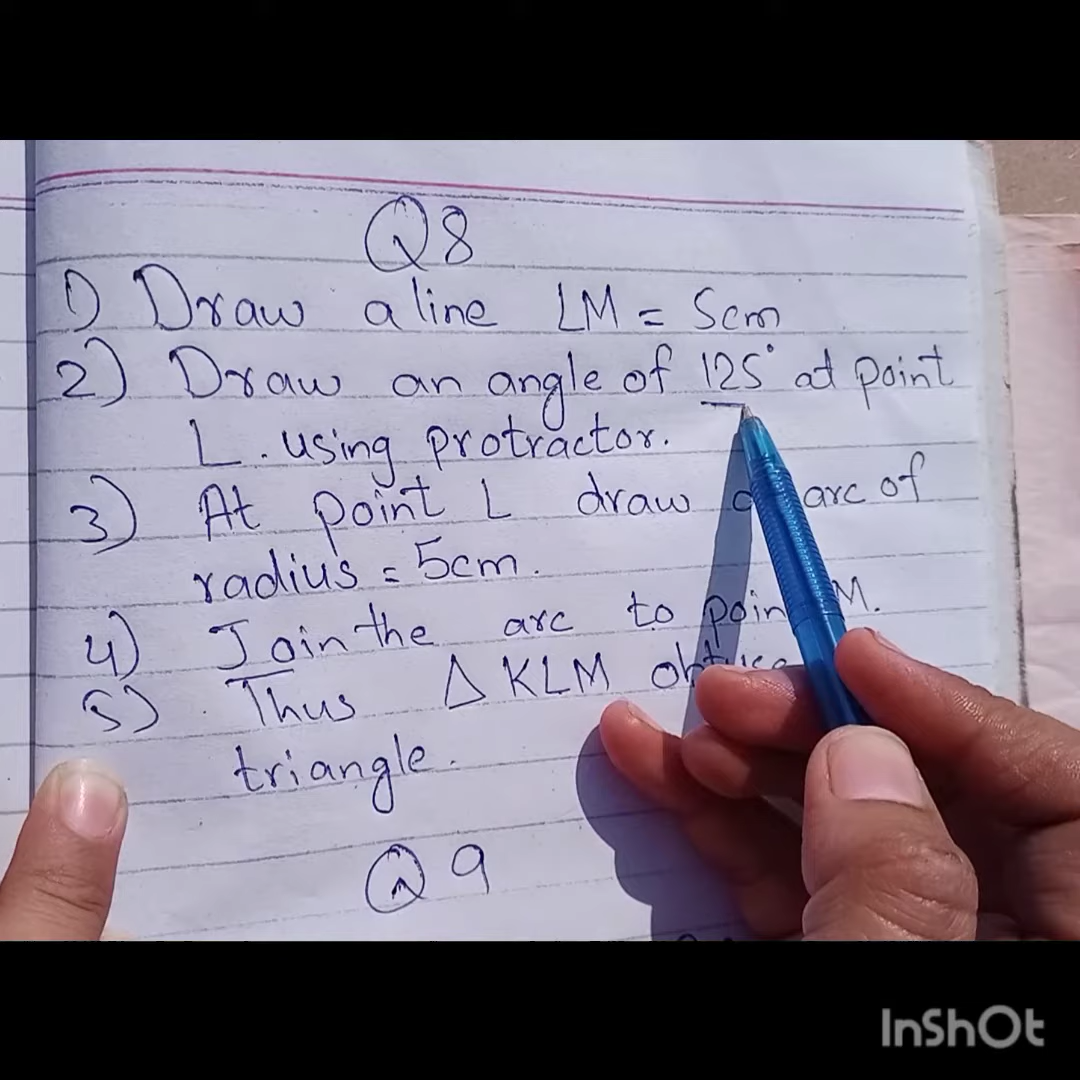 Q8
1) Draw a line LM = 5cm
2) Draw an angle of 125° at point
L. using protractor.
3) At point L draw arc of
radius = 5cm.
4) Join the arc to M.
5) Thus △ KLM
triangle.
Q9
InShOt